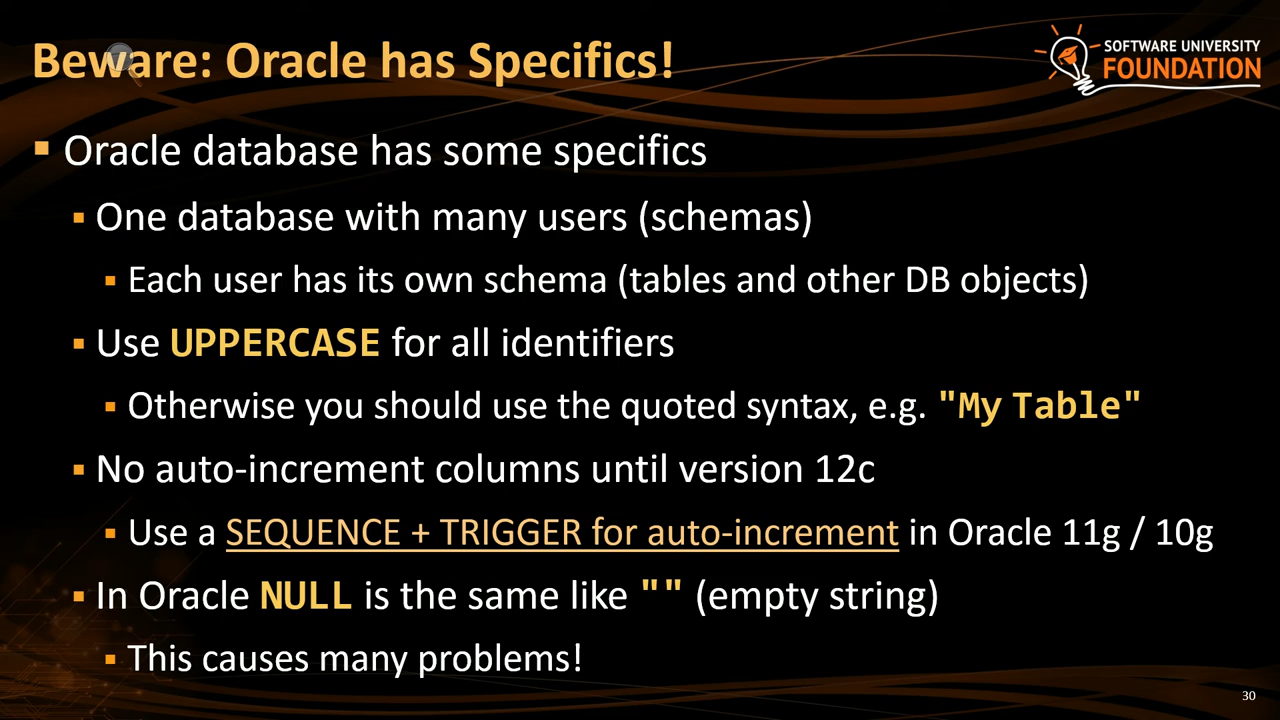 Beware: Oracle has Specifics!
SOFTWARE UNIVERSITY
FOUNDATION
▪ Oracle database has some specifics
▪ One database with many users (schemas)
▪ Each user has its own schema (tables and other DB objects)
▪ Use UPPERCASE for all identifiers
▪ Otherwise you should use the quoted syntax, e.g. "My Table"
▪ No auto-increment columns until version 12c
▪ Use a SEQUENCE + TRIGGER for auto-increment in Oracle 11g / 10g
▪ In Oracle NULL is the same like "" (empty string)
▪ This causes many problems!
30